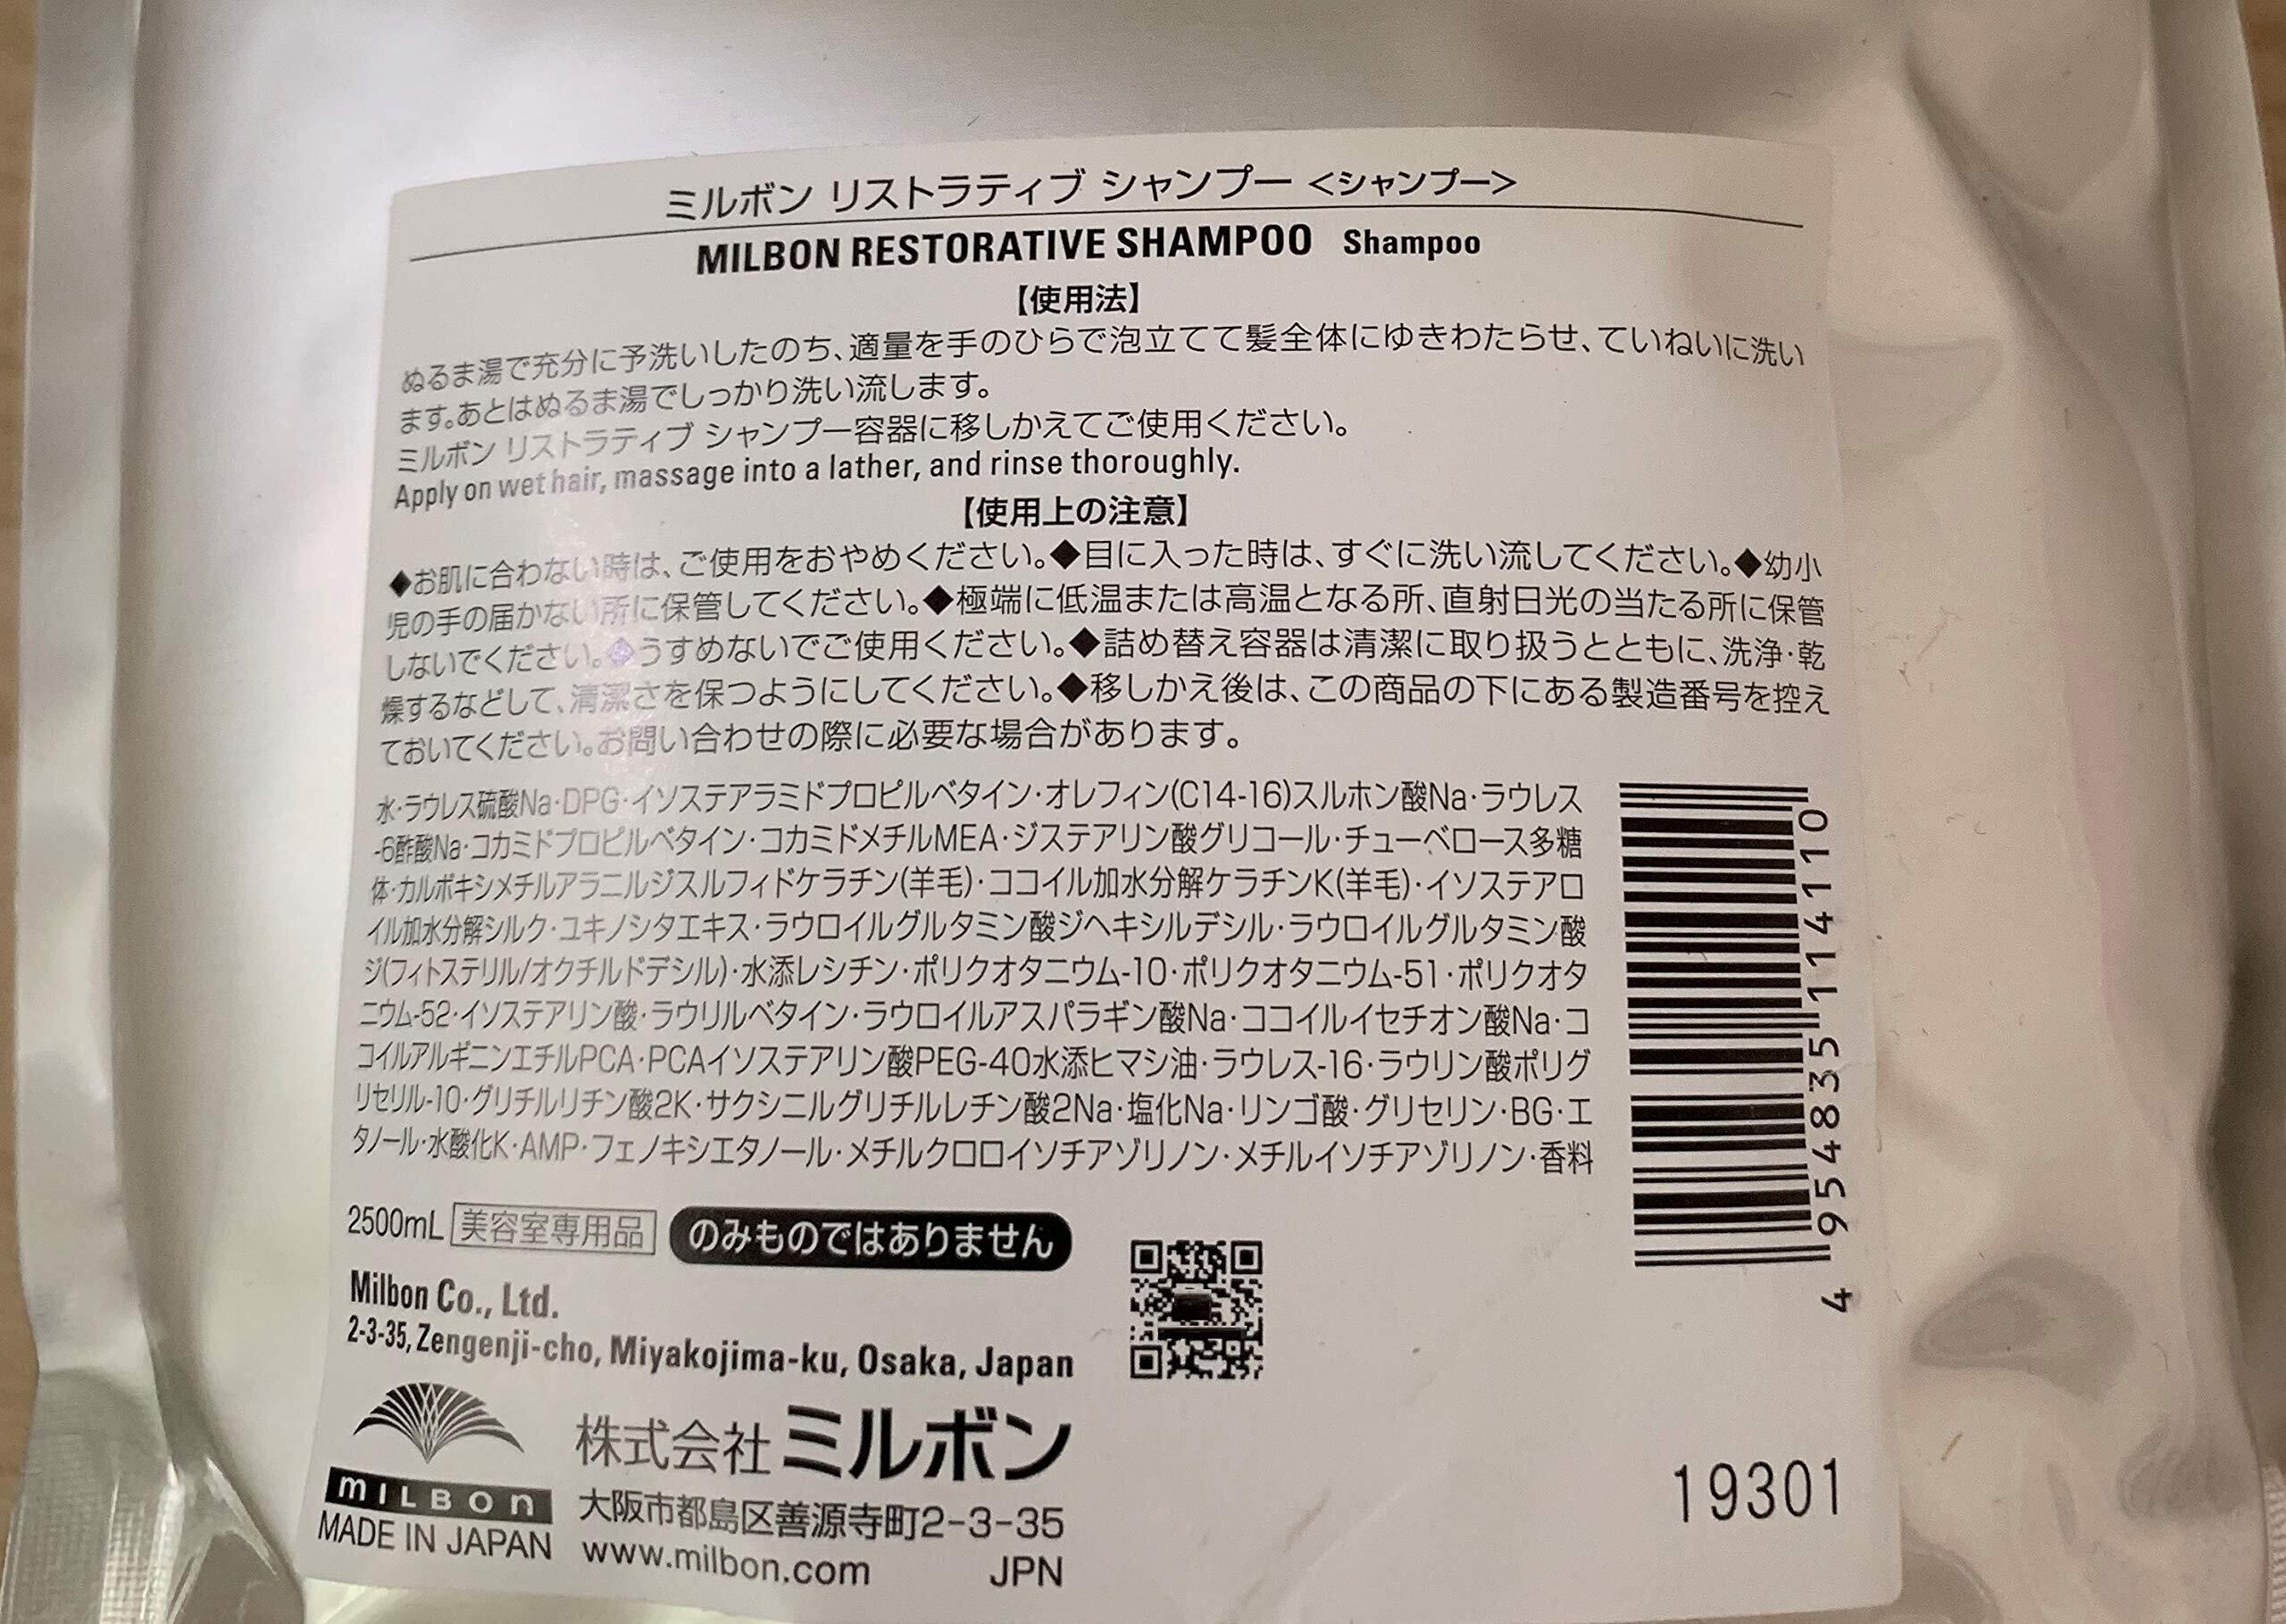 ミルボン リストラティブ シャンプー <シャンプー>
MILBON RESTORATIVE SHAMPOO Shampoo
【使用法】
ぬるま湯で充分に予洗いしたのち、適量を手のひらで泡立てて髪全体にゆきわたらせ、ていねいに洗い
ます。あとはぬるま湯でしっかり洗い流します。
ミルボン リストラティブ シャンプー容器に移しかえてご使用ください。
Apply on wet hair, massage into a lather, and rinse thoroughly.
【使用上の注意】
◆お肌に合わない時は、ご使用をおやめください。◆目に入った時は、すぐに洗い流してください。◆幼小
児の手の届かない所に保管してください。◆極端に低温または高温となる所、直射日光の当たる所に保管
しないでください。◆うすめないでご使用ください。◆詰め替え容器は清潔に取り扱うとともに、洗浄・乾
燥するなどして、清潔さを保つようにしてください。◆移しかえ後は、この商品の下にある製造番号を控え
ておいてください。お問い合わせの際に必要な場合があります。
水・ラウレス硫酸Na・DPG・イソステアラミドプロピルベタイン・オレフィン(C14-16)スルホン酸Na・ラウレス
-6酢酸Na・コカミドプロピルベタイン・コカミドメチルMEA・ジステアリン酸グリコール・チューベロース多糖
体・カルボキシメチルアラニルジスルフィドケラチン(羊毛)・ココイル加水分解ケラチンK(羊毛)・イソステアロ
イル加水分解シルク・ユキノシタエキス・ラウロイルグルタミン酸ジヘキシルデシル・ラウロイルグルタミン酸
ジ(フィトステリル/オクチルドデシル)・水添レシチン・ポリクオタニウム-10・ポリクオタニウム-51・ポリクオタ
ニウム-52・イソステアリン酸・ラウリルベタイン・ラウロイルアスパラギン酸Na・ココイルイセチオン酸Na・コ
コイルアルギニンエチルPCA・PCAイソステアリン酸PEG-40水添ヒマシ油・ラウレス-16・ラウリン酸ポリグ
リセリル-10・グリチルリチン酸2K・サクシニルグリチルレチン酸2Na・塩化Na・リンゴ酸・グリセリン・BG・エ
タノール・水酸化K・AMP・フェノキシエタノール・メチルクロロイソチアゾリノン・メチルイソチアゾリノン・香料
4 954835 114110
2500mL 美容室専用品 のみものではありません
Milbon Co., Ltd.
2-3-35, Zengenji-cho, Miyakojima-ku, Osaka, Japan
株式会社ミルボン
milbon
大阪市都島区善源寺町2-3-35
MADE IN JAPAN www.milbon.com JPN
19301